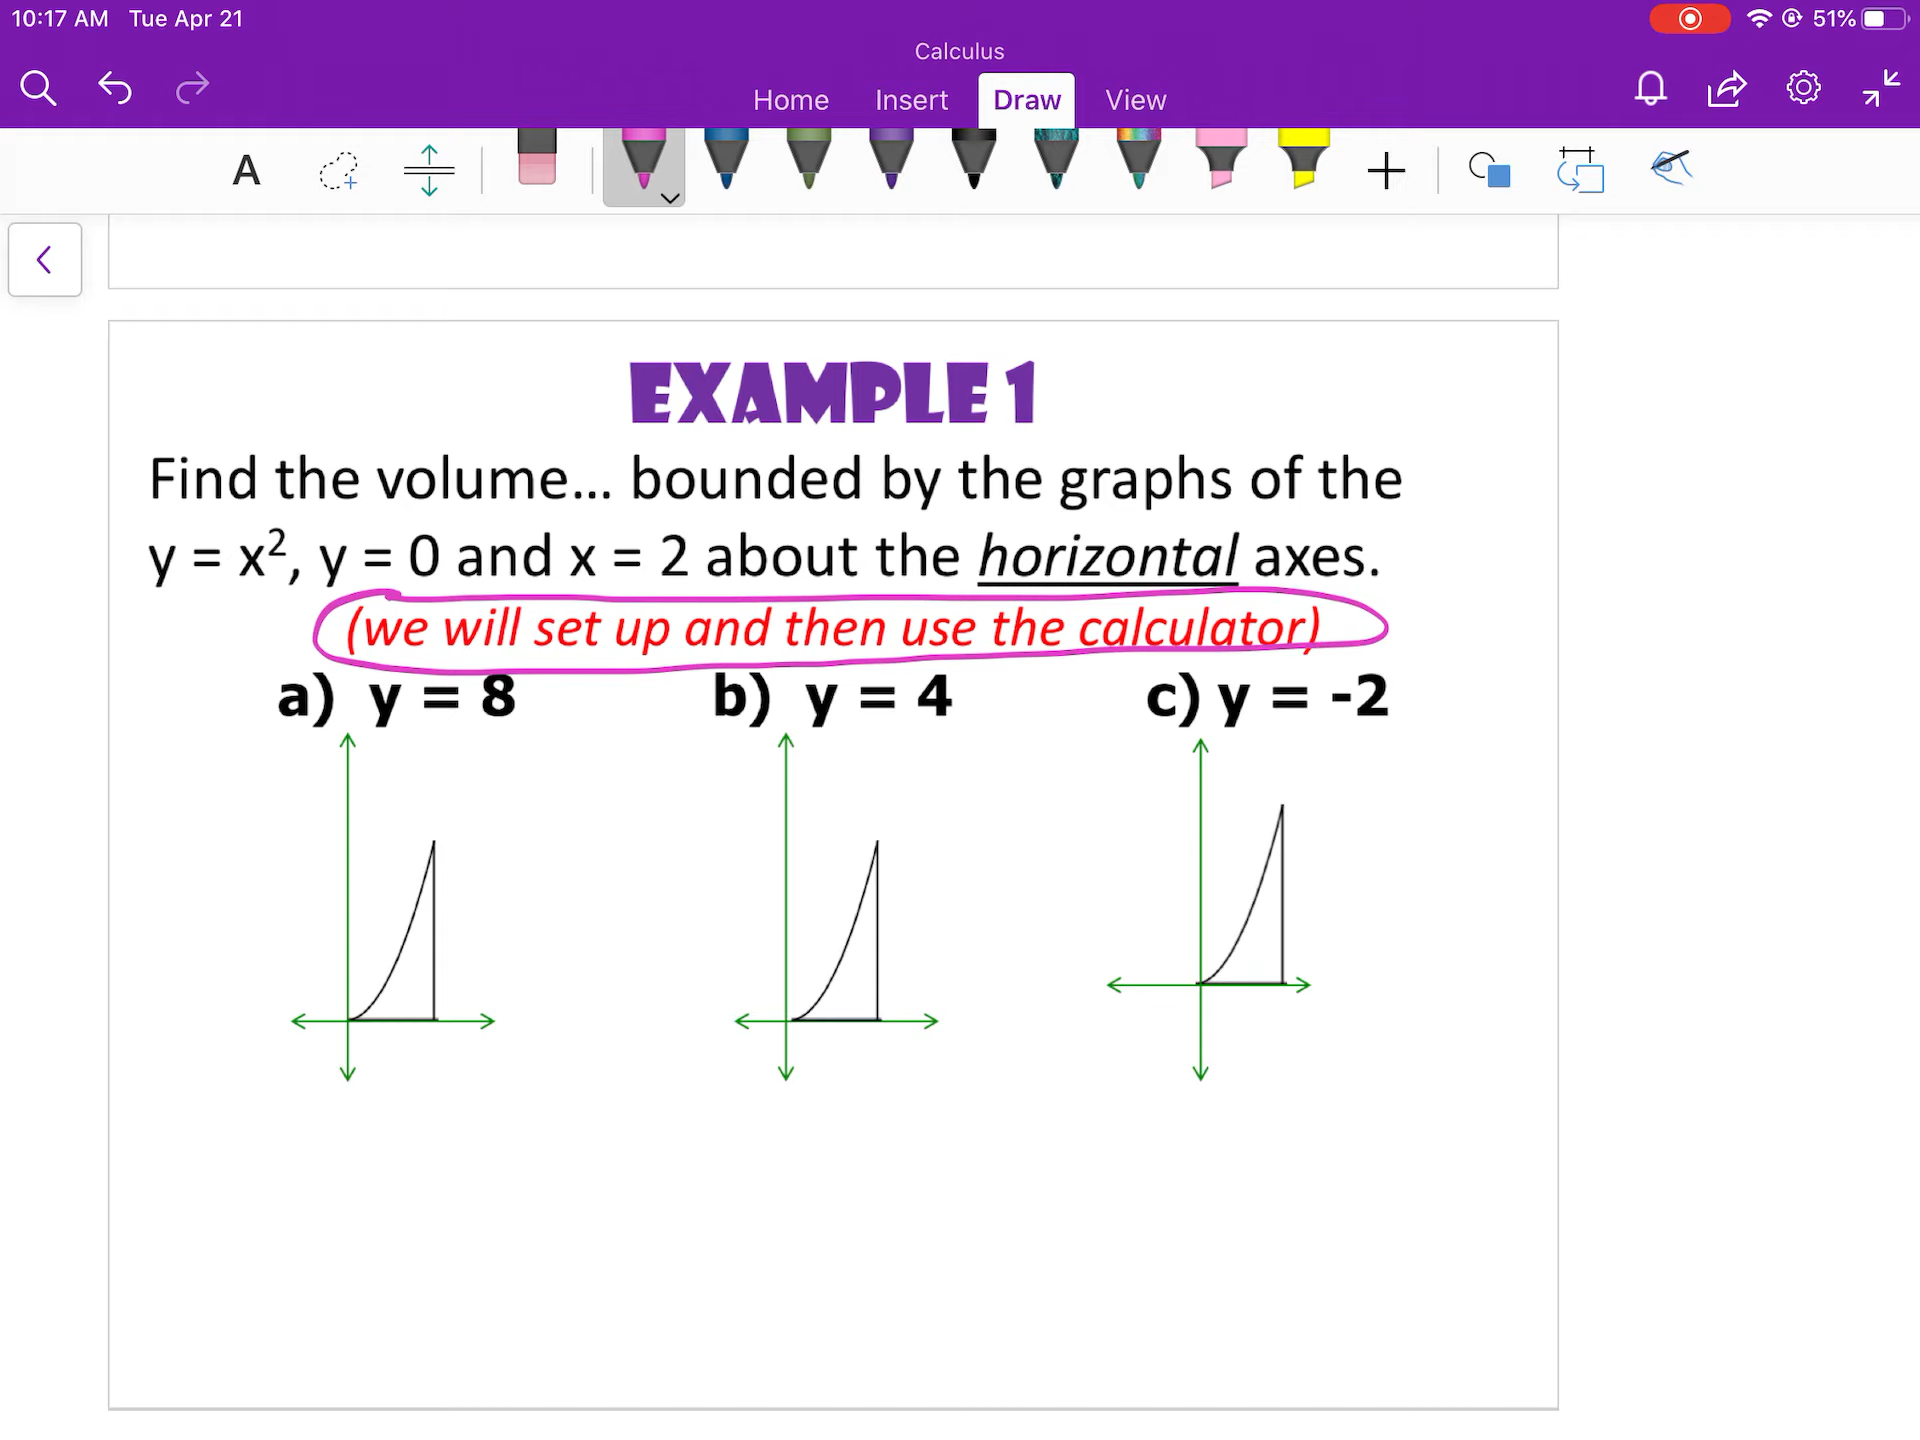 10:17 AM Tue Apr 21
51%
Calculus
Home Insert Draw View
A
EXAMPLE 1
Find the volume… bounded by the graphs of the
y = x², y = 0 and x = 2 about the horizontal axes.
(we will set up and then use the calculator)
a) y = 8 b) y = 4 c) y = -2